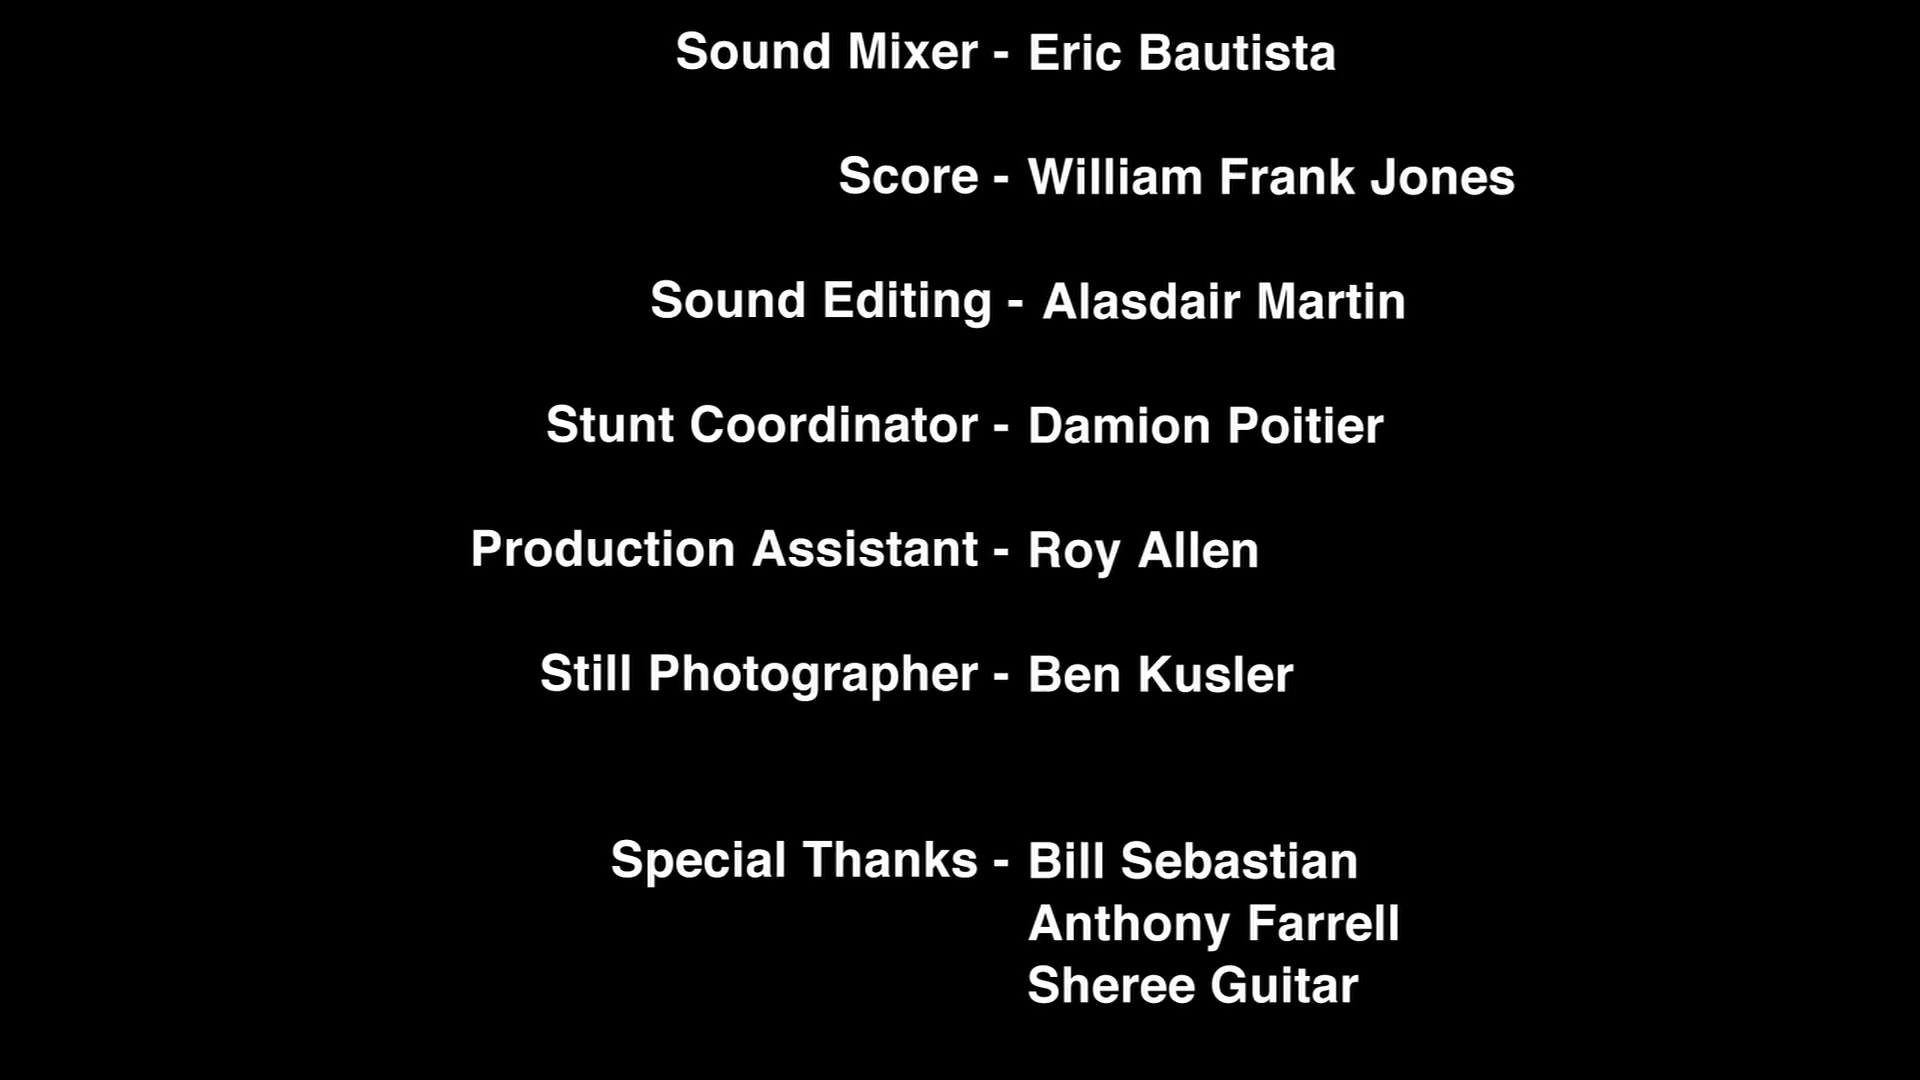 Sound Mixer - Eric Bautista
Score - William Frank Jones
Sound Editing - Alasdair Martin
Stunt Coordinator - Damion Poitier
Production Assistant - Roy Allen
Still Photographer - Ben Kusler
Special Thanks - Bill Sebastian
Anthony Farrell
Sheree Guitar